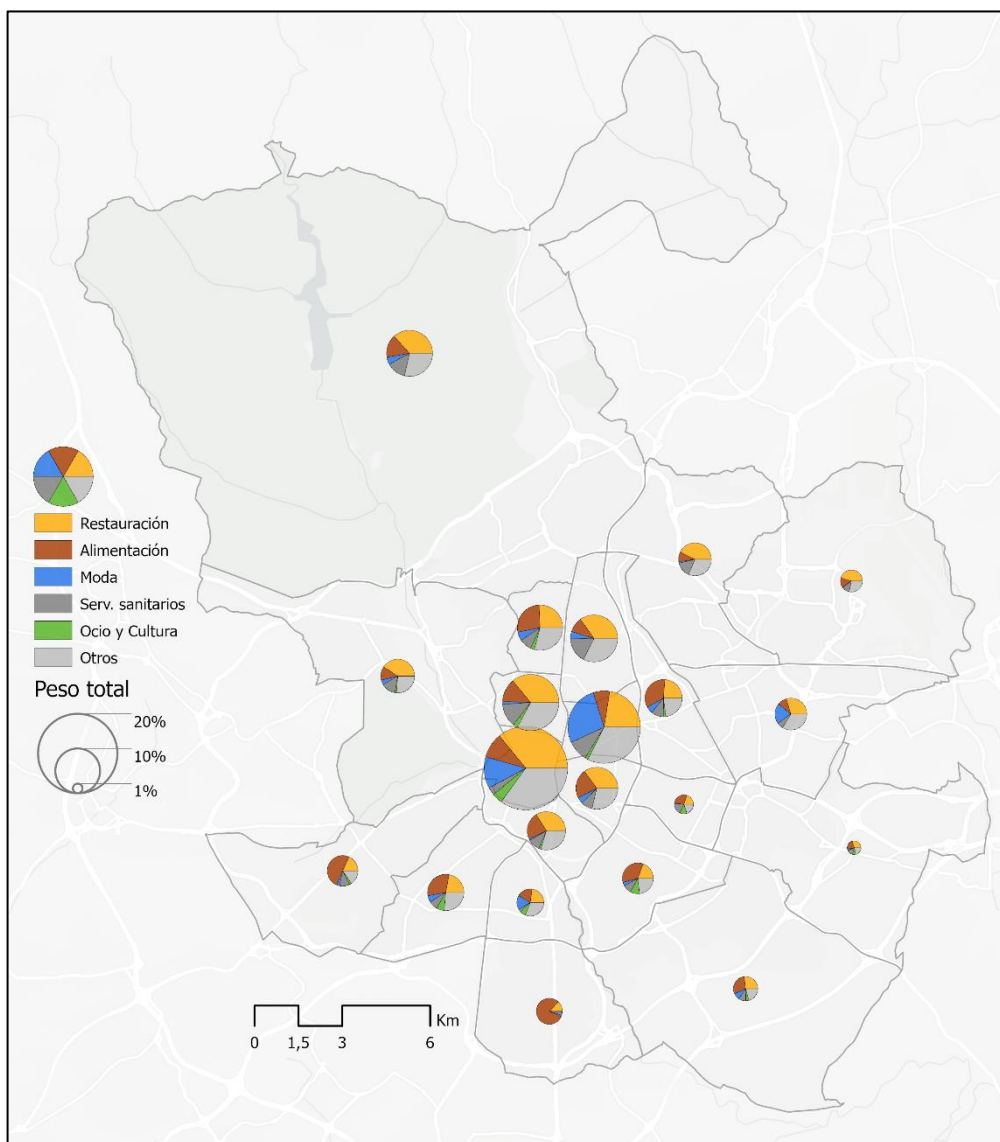 Restauración
Alimentación
Moda
Serv. sanitarios
Ocio y Cultura
Otros
Peso total
20%
10%
1%
Km
0 1,5 3 6